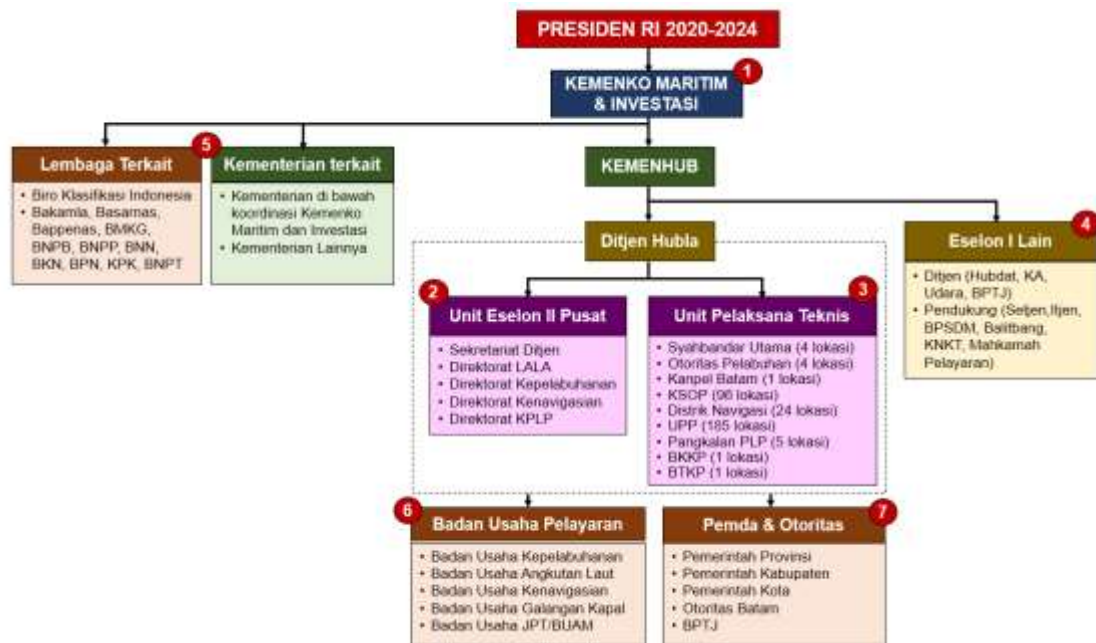 PRESIDEN RI 2020-2024
1
KEMENKO MARITIM
& INVESTASI
5
Lembaga Terkait
• Biro Klasifikasi Indonesia
• Bakamla, Basarnas,
Bappenas, BMKG,
BNPB, BNPP, BNN,
BKN, BPN, KPK, BNPT
Kementerian terkait
• Kementerian di bawah
koordinasi Kemenko
Maritim dan Investasi
• Kementerian Lainnya
KEMENHUB
Ditjen Hubla
4
Eselon I Lain
• Ditjen (Hubdat, KA,
Udara, BPTJ)
• Pendukung (Setjen,Itjen,
BPSDM, Balitbang,
KNKT, Mahkamah
Pelayaran)
2
Unit Eselon II Pusat
• Sekretariat Ditjen
• Direktorat LALA
• Direktorat Kepelabuhanan
• Direktorat Kenavigasian
• Direktorat KPLP
3
Unit Pelaksana Teknis
• Syahbandar Utama (4 lokasi)
• Otoritas Pelabuhan (4 lokasi)
• Kanpel Batam (1 lokasi)
• KSOP (96 lokasi)
• Distrik Navigasi (24 lokasi)
• UPP (185 lokasi)
• Pangkalan PLP (5 lokasi)
• BKKP (1 lokasi)
• BTKP (1 lokasi)
6
Badan Usaha Pelayaran
• Badan Usaha Kepelabuhanan
• Badan Usaha Angkutan Laut
• Badan Usaha Kenavigasian
• Badan Usaha Galangan Kapal
• Badan Usaha JPT/BUAM
7
Pemda & Otoritas
• Pemerintah Provinsi
• Pemerintah Kabupaten
• Pemerintah Kota
• Otoritas Batam
• BPTJ